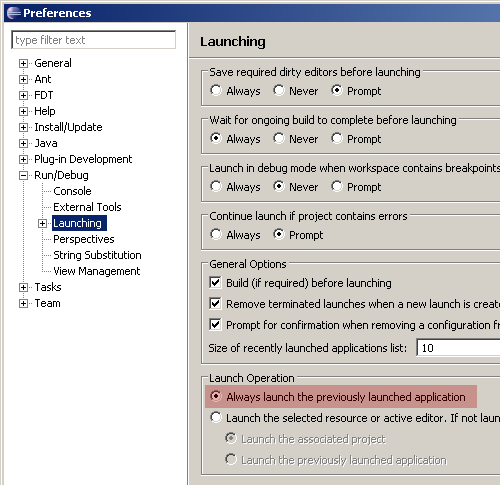 Preferences
type filter text
General
Ant
FDT
Help
Install/Update
Java
Plug-in Development
Run/Debug
Console
External Tools
Launching
Perspectives
String Substitution
View Management
Tasks
Team
Launching
Save required dirty editors before launching
Always Never Prompt
Wait for ongoing build to complete before launching
Always Never Prompt
Launch in debug mode when workspace contains breakpoints
Always Never Prompt
Continue launch if project contains errors
Always Prompt
General Options
Build (if required) before launching
Remove terminated launches when a new launch is create
Prompt for confirmation when removing a configuration fr
Size of recently launched applications list: 10
Launch Operation
Always launch the previously launched application
Launch the selected resource or active editor. If not laun
Launch the associated project
Launch the previously launched application